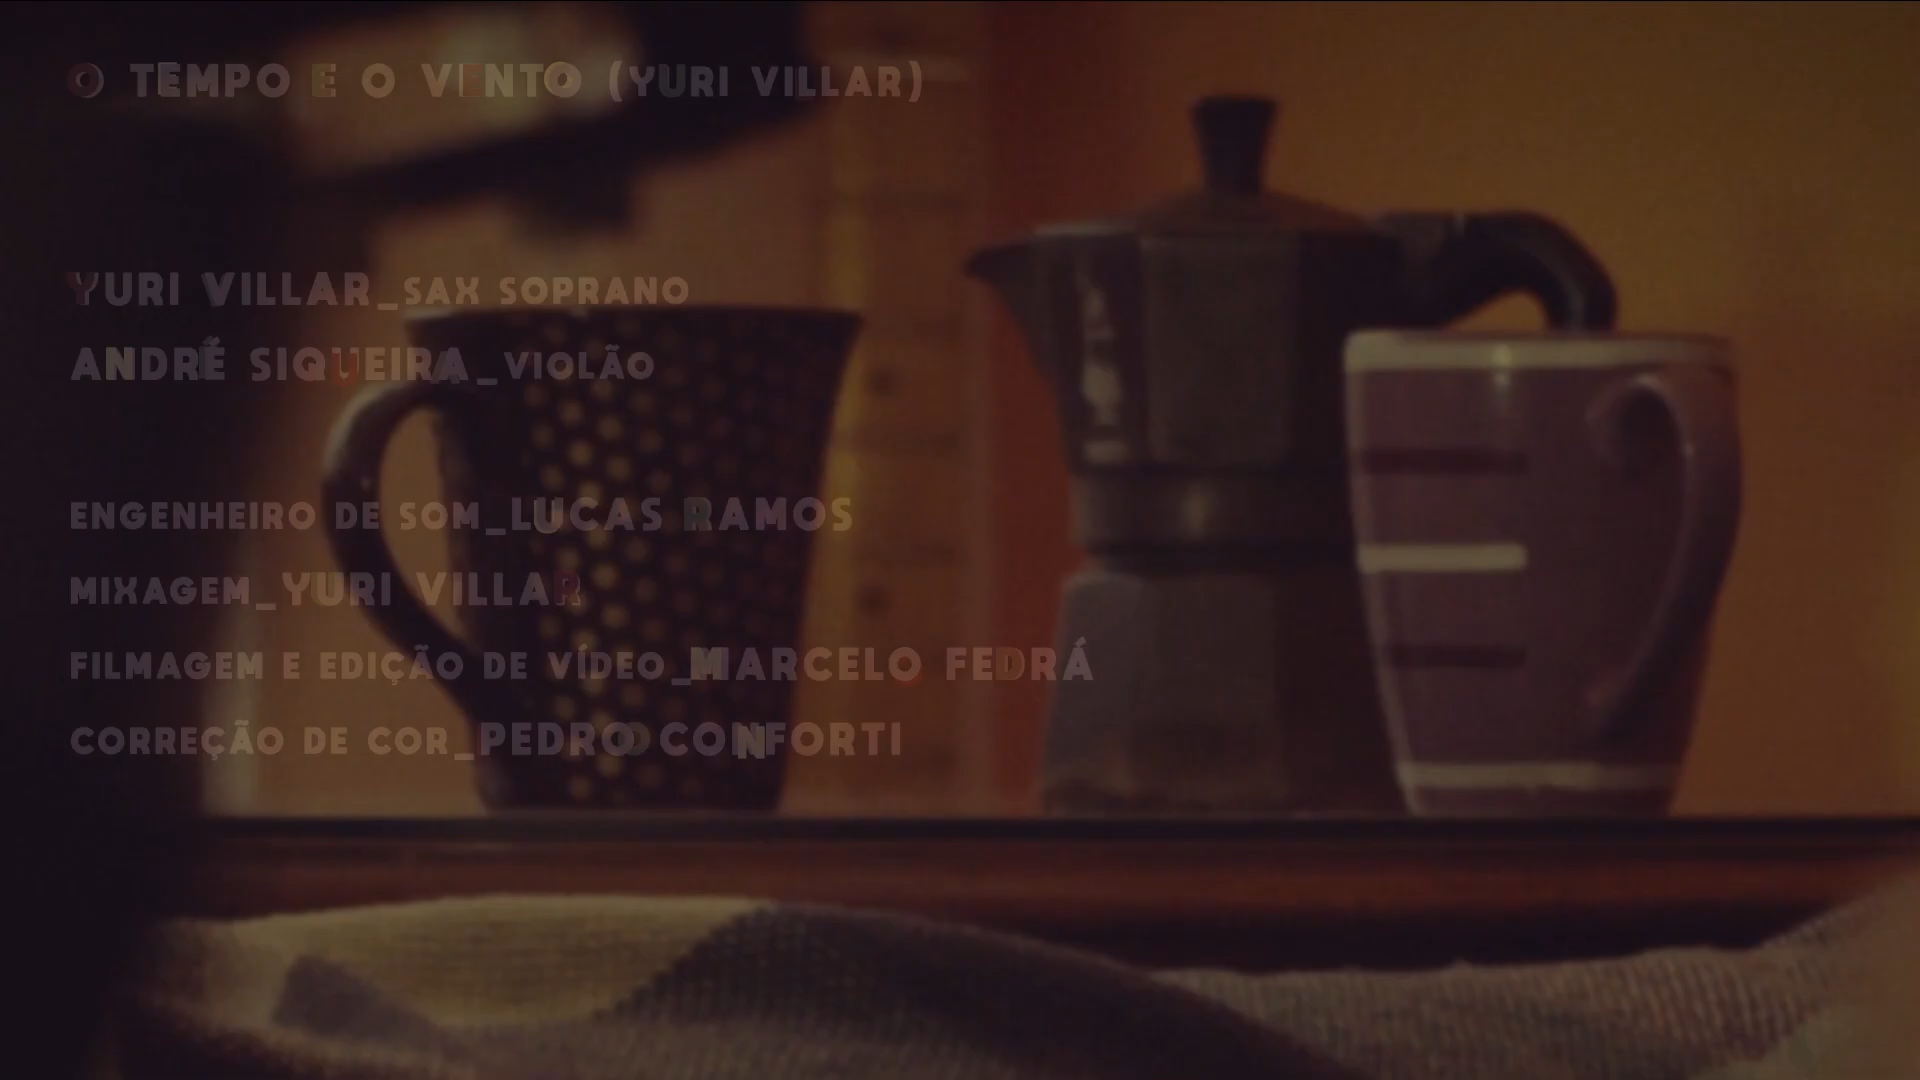 O TEMPO E O VENTO (YURI VILLAR)
YURI VILLAR_SAX SOPRANO
ANDRÉ SIQUEIRA_VIOLÃO
ENGENHEIRO DE SOM_LUCAS RAMOS
MIXAGEM_YURI VILLAR
FILMAGEM E EDIÇÃO DE VÍDEO_MARCELO FEDRÁ
CORREÇÃO DE COR_PEDRO CONFORTI